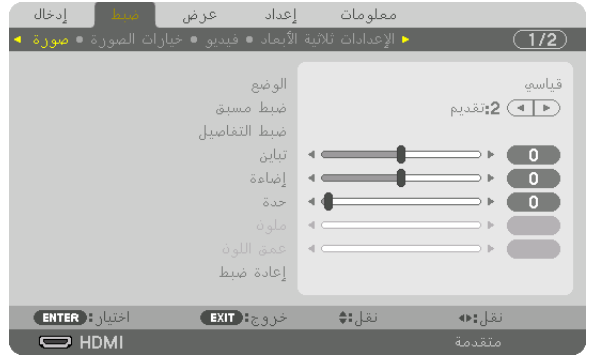 إدخال ضبط عرض إعداد معلومات
صورة ● خيارات الصورة ● فيديو ● الإعدادات ثلاثية الأبعاد 1/2
الوضع قياسي
ضبط مسبق 2:تقديم
ضبط التفاصيل
تباين 0
إضاءة 0
حدة 0
ملون
عمق اللون
إعادة ضبط
ENTER:اختيار EXIT:خروج نقل: نقل:
HDMI متقدمة